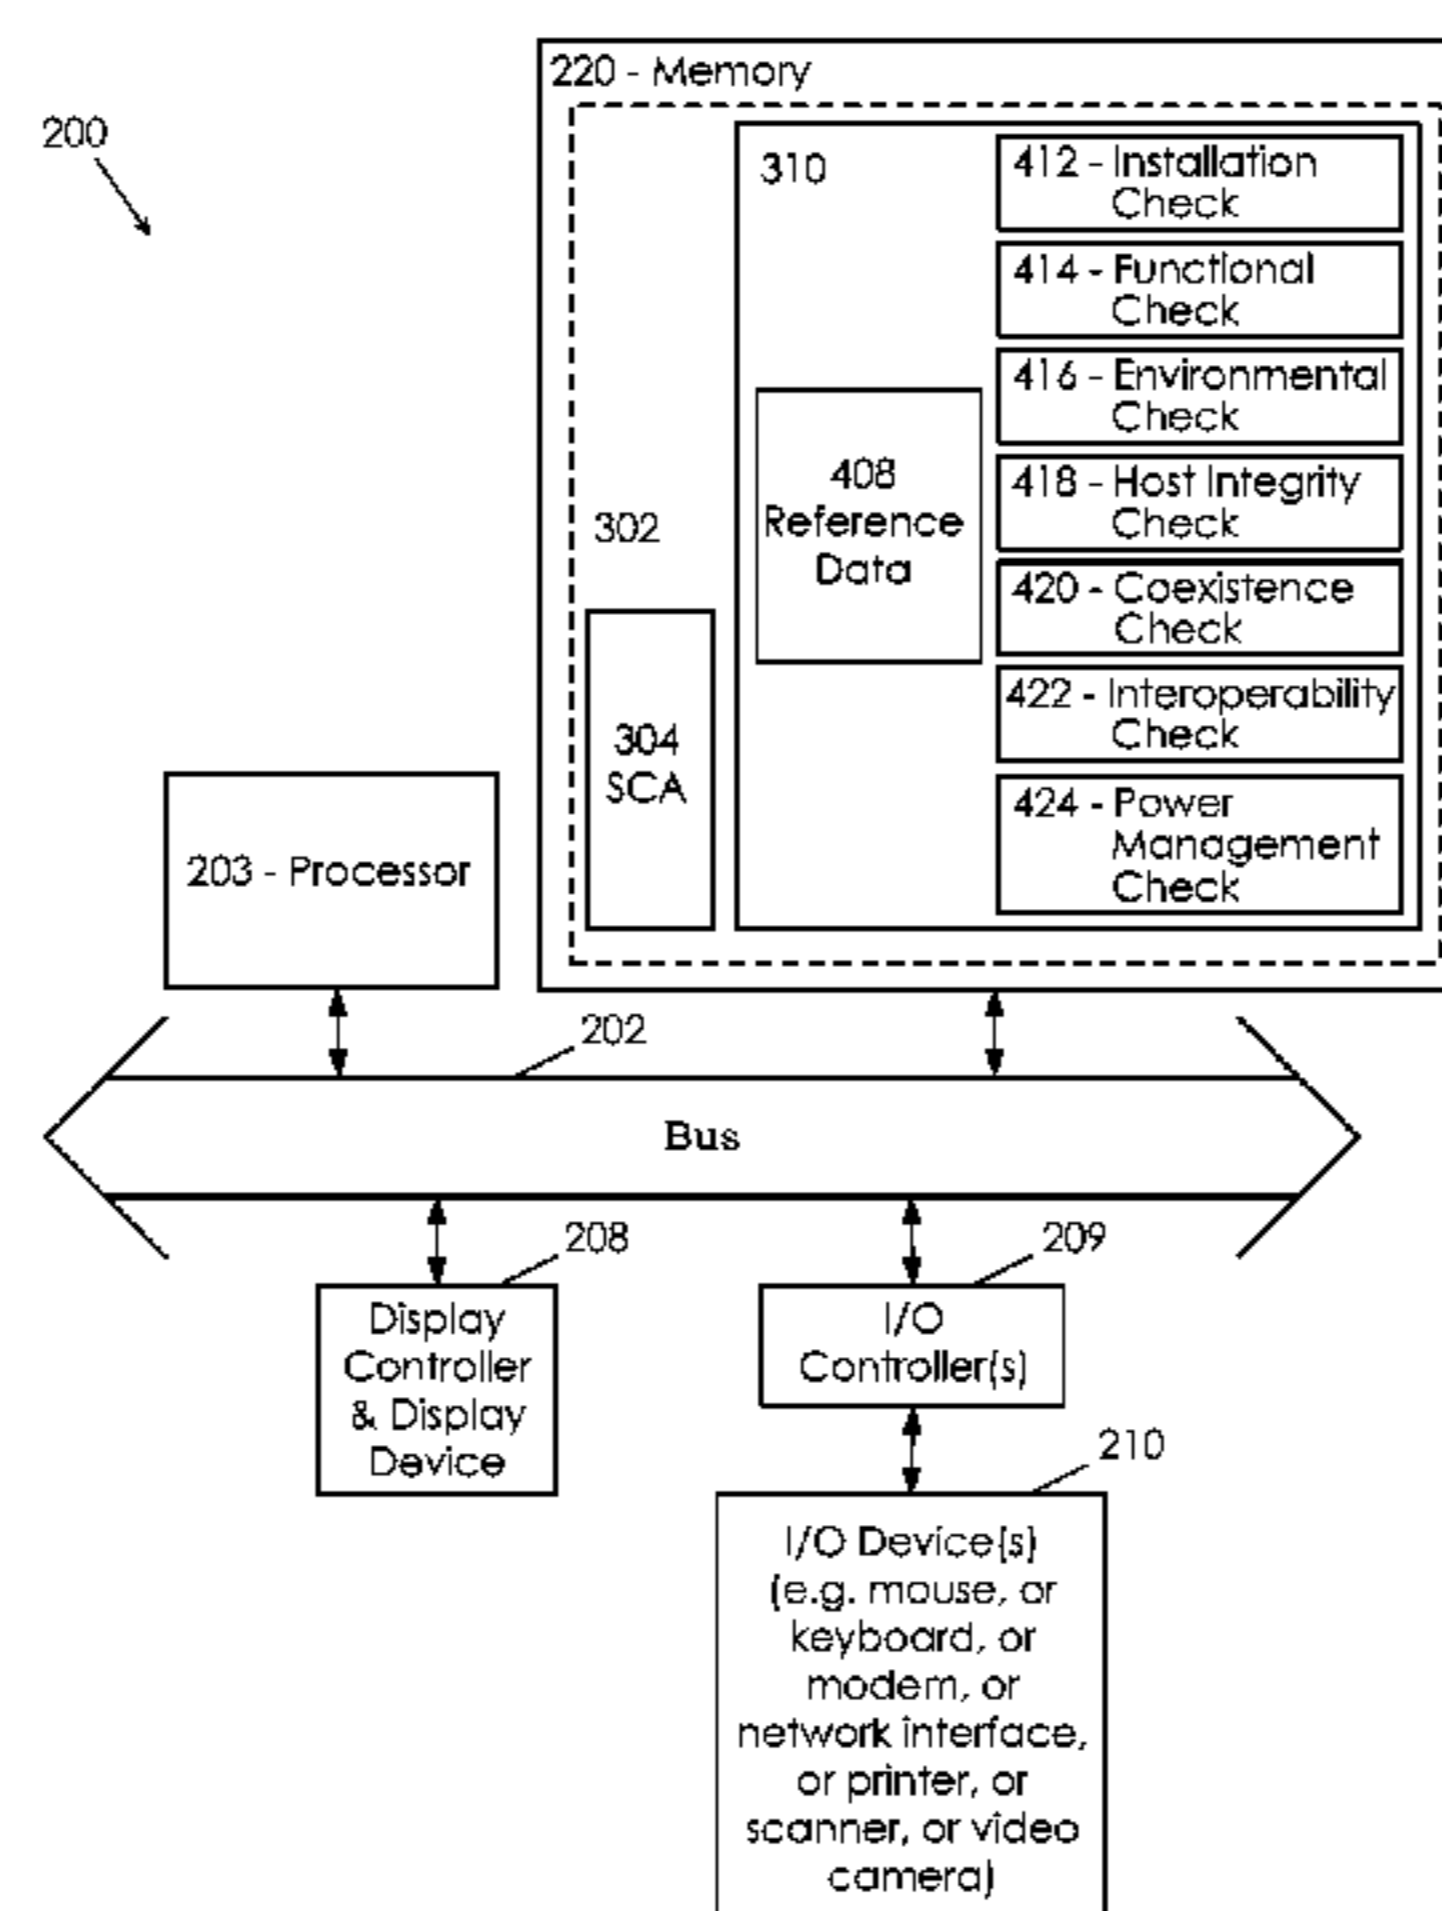 220 - Memory
200
310
412 - Installation
Check
414 - Functional
Check
416 - Environmental
Check
408
Reference
Data
418 - Host Integrity
Check
302
420 - Coexistence
Check
422 - Interoperability
Check
304
SCA
424 - Power
Management
Check
203 - Processor
202
Bus
208
209
Display
Controller
& Display
Device
I/O
Controller(s)
210
I/O Device(s)
(e.g. mouse, or
keyboard, or
modem, or
network interface,
or printer, or
scanner, or video
camera)